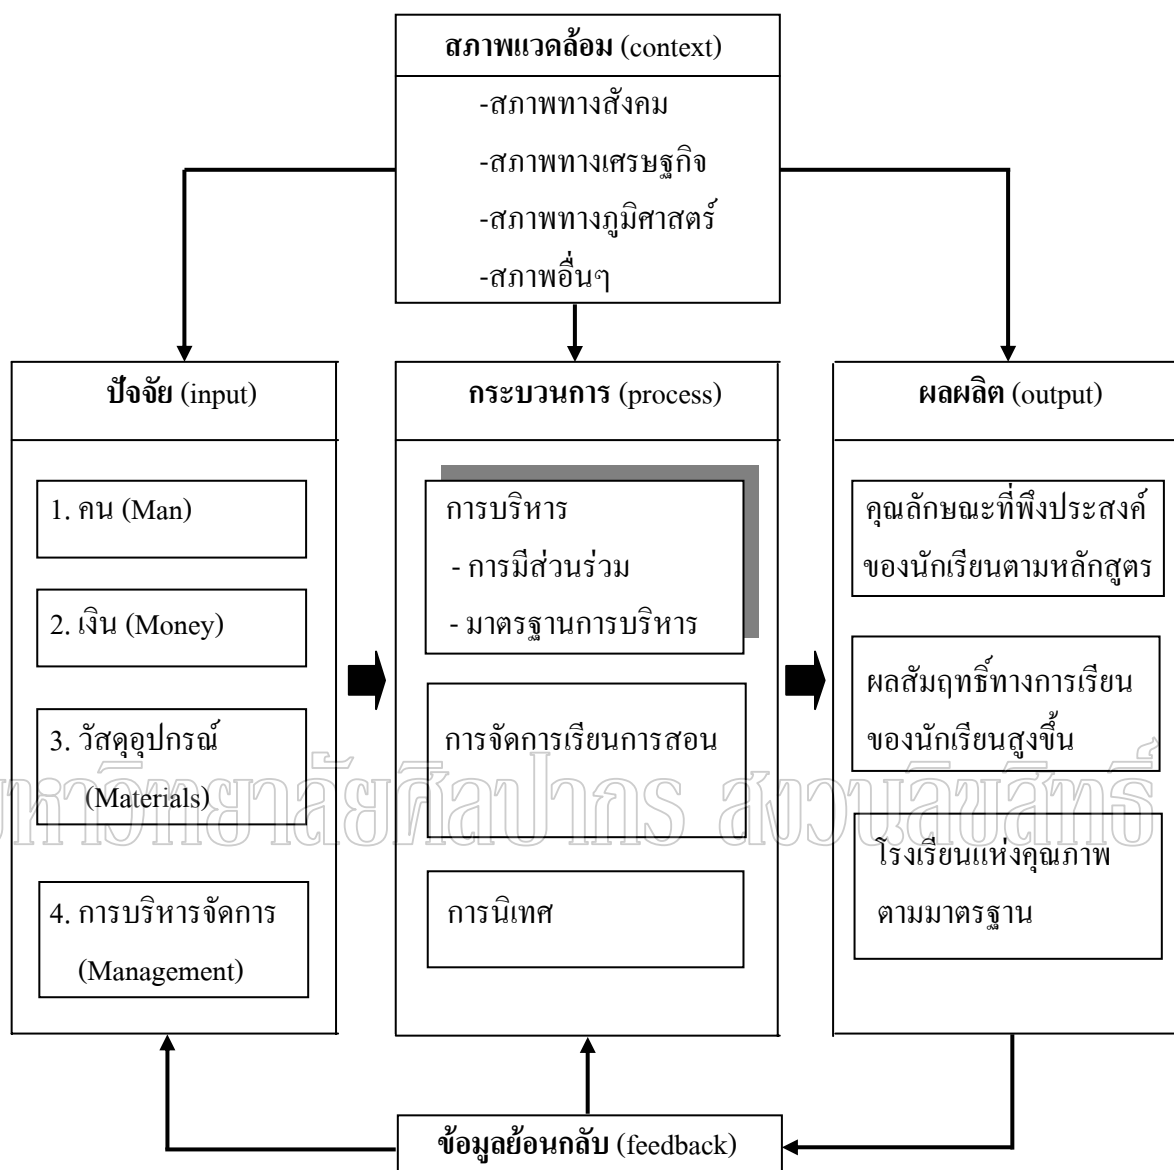 สภาพแวดล้อม (context)
-สภาพทางสังคม
-สภาพทางเศรษฐกิจ
-สภาพทางภูมิศาสตร์
-สภาพอื่นๆ
ปัจจัย (input)
1. คน (Man)
2. เงิน (Money)
3. วัสดุอุปกรณ์
(Materials)
4. การบริหารจัดการ
(Management)
กระบวนการ (process)
การบริหาร
- การมีส่วนร่วม
- มาตรฐานการบริหาร
การจัดการเรียนการสอน
การนิเทศ
ผลผลิต (output)
คุณลักษณะที่พึงประสงค์
ของนักเรียนตามหลักสูตร
ผลสัมฤทธิ์ทางการเรียน
ของนักเรียนสูงขึ้น
โรงเรียนแห่งคุณภาพ
ตามมาตรฐาน
ข้อมูลย้อนกลับ (feedback)
มหาวิทยาลัยศิลปากร สงวนลิขสิทธิ์